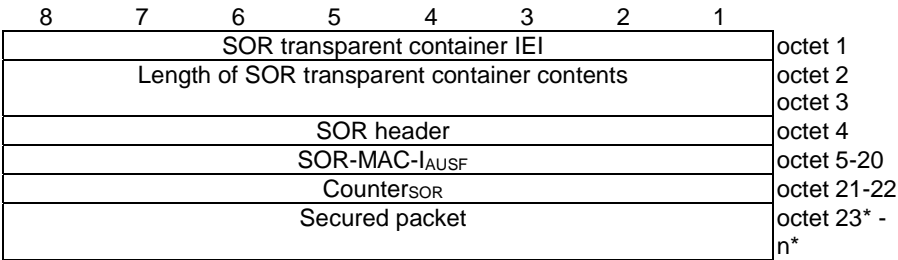 8 7 6 5 4 3 2 1
SOR transparent container IEI octet 1
Length of SOR transparent container contents octet 2
octet 3
SOR header octet 4
SOR-MAC-IAUSF octet 5-20
CounterSOR octet 21-22
Secured packet octet 23* -
n*